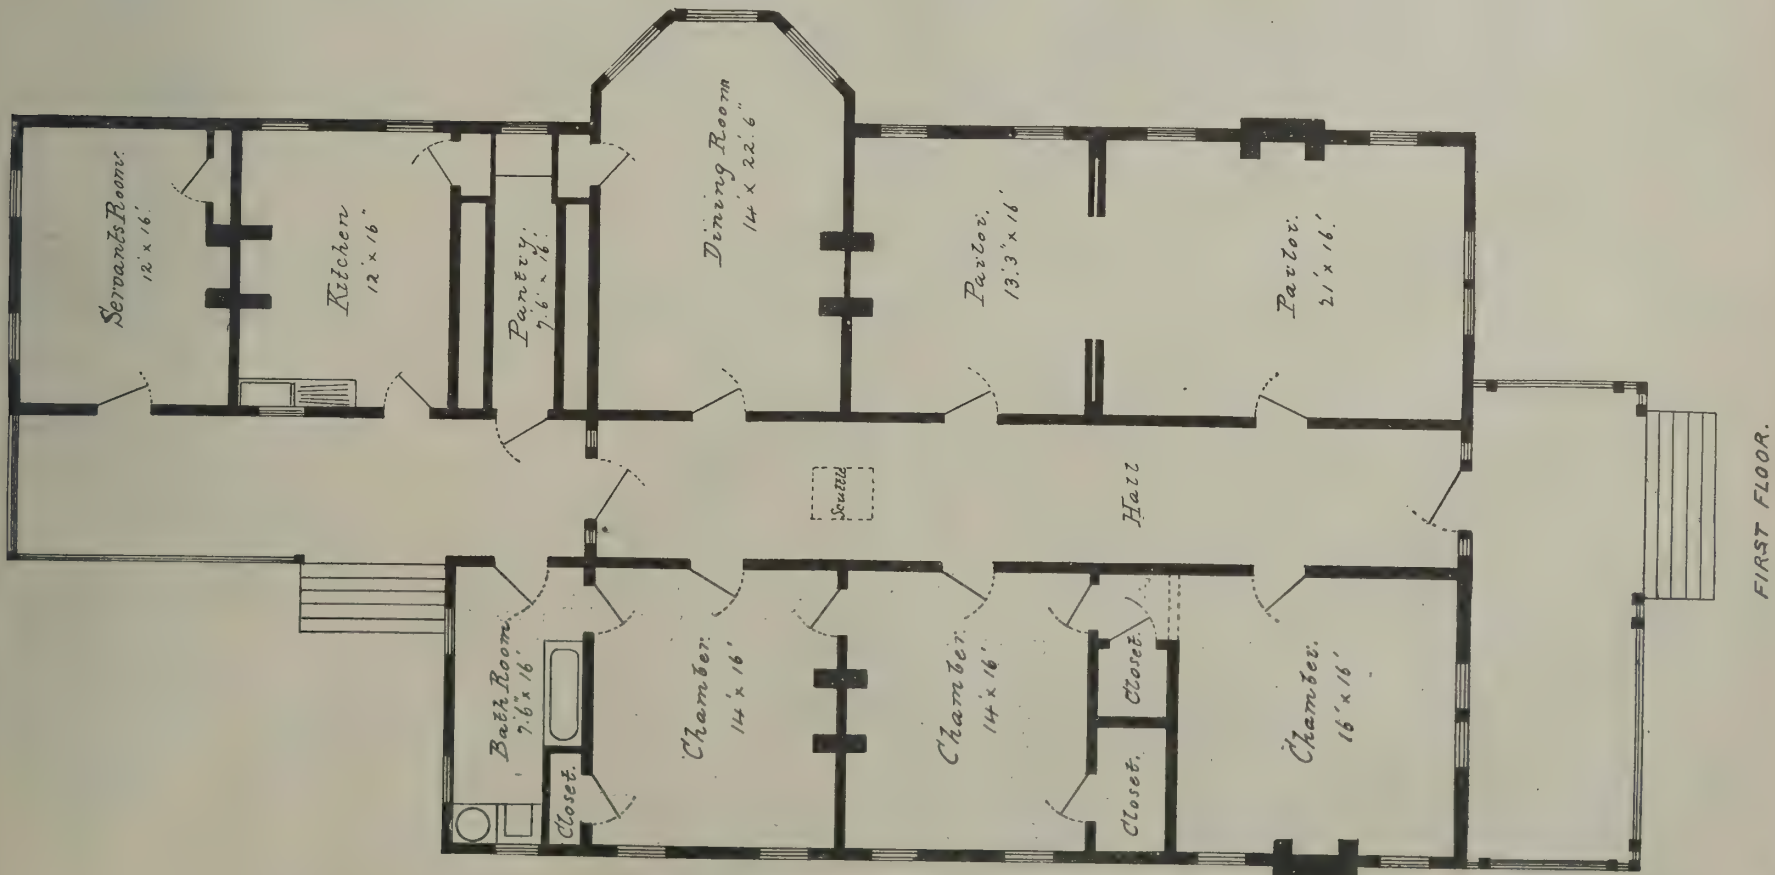 Servants Room.
12' x 16'.
Kitchen
12' x 16"
Pantry.
7.6' x 16'.
Dining Room
14' x 22'.6"
Parlor.
13'.3" x 16'
Parlor.
21' x 16'.
Scuttle
Hall
Bath Room.
7'.6" x 16'
Closet.
Chamber.
14' x 16'
Chamber.
14' x 16'
Closet.
Closet.
Chamber.
16' x 16'
FIRST FLOOR.